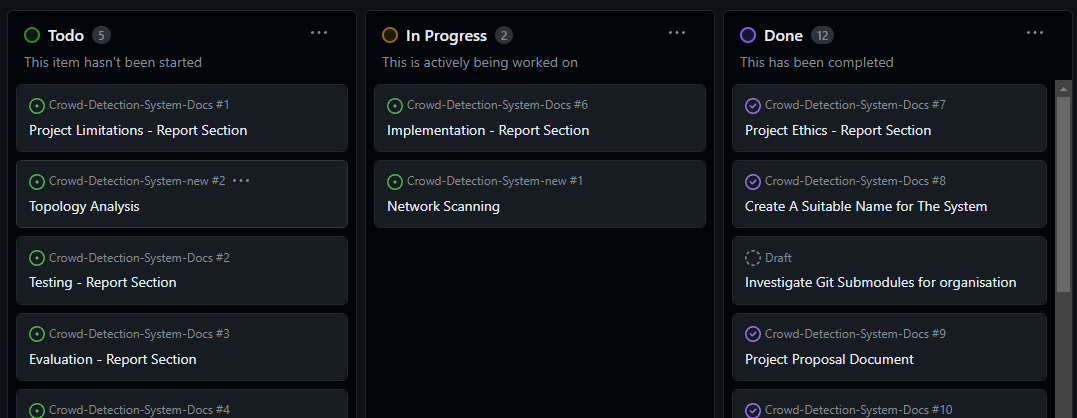 Todo 5
This item hasn't been started
Crowd-Detection-System-Docs #1
Project Limitations - Report Section
Crowd-Detection-System-new #2
Topology Analysis
Crowd-Detection-System-Docs #2
Testing - Report Section
Crowd-Detection-System-Docs #3
Evaluation - Report Section
Crowd-Detection-System-Docs #4
In Progress 2
This is actively being worked on
Crowd-Detection-System-Docs #6
Implementation - Report Section
Crowd-Detection-System-new #1
Network Scanning
Done 12
This has been completed
Crowd-Detection-System-Docs #7
Project Ethics - Report Section
Crowd-Detection-System-Docs #8
Create A Suitable Name for The System
Draft
Investigate Git Submodules for organisation
Crowd-Detection-System-Docs #9
Project Proposal Document
Crowd-Detection-System-Docs #10